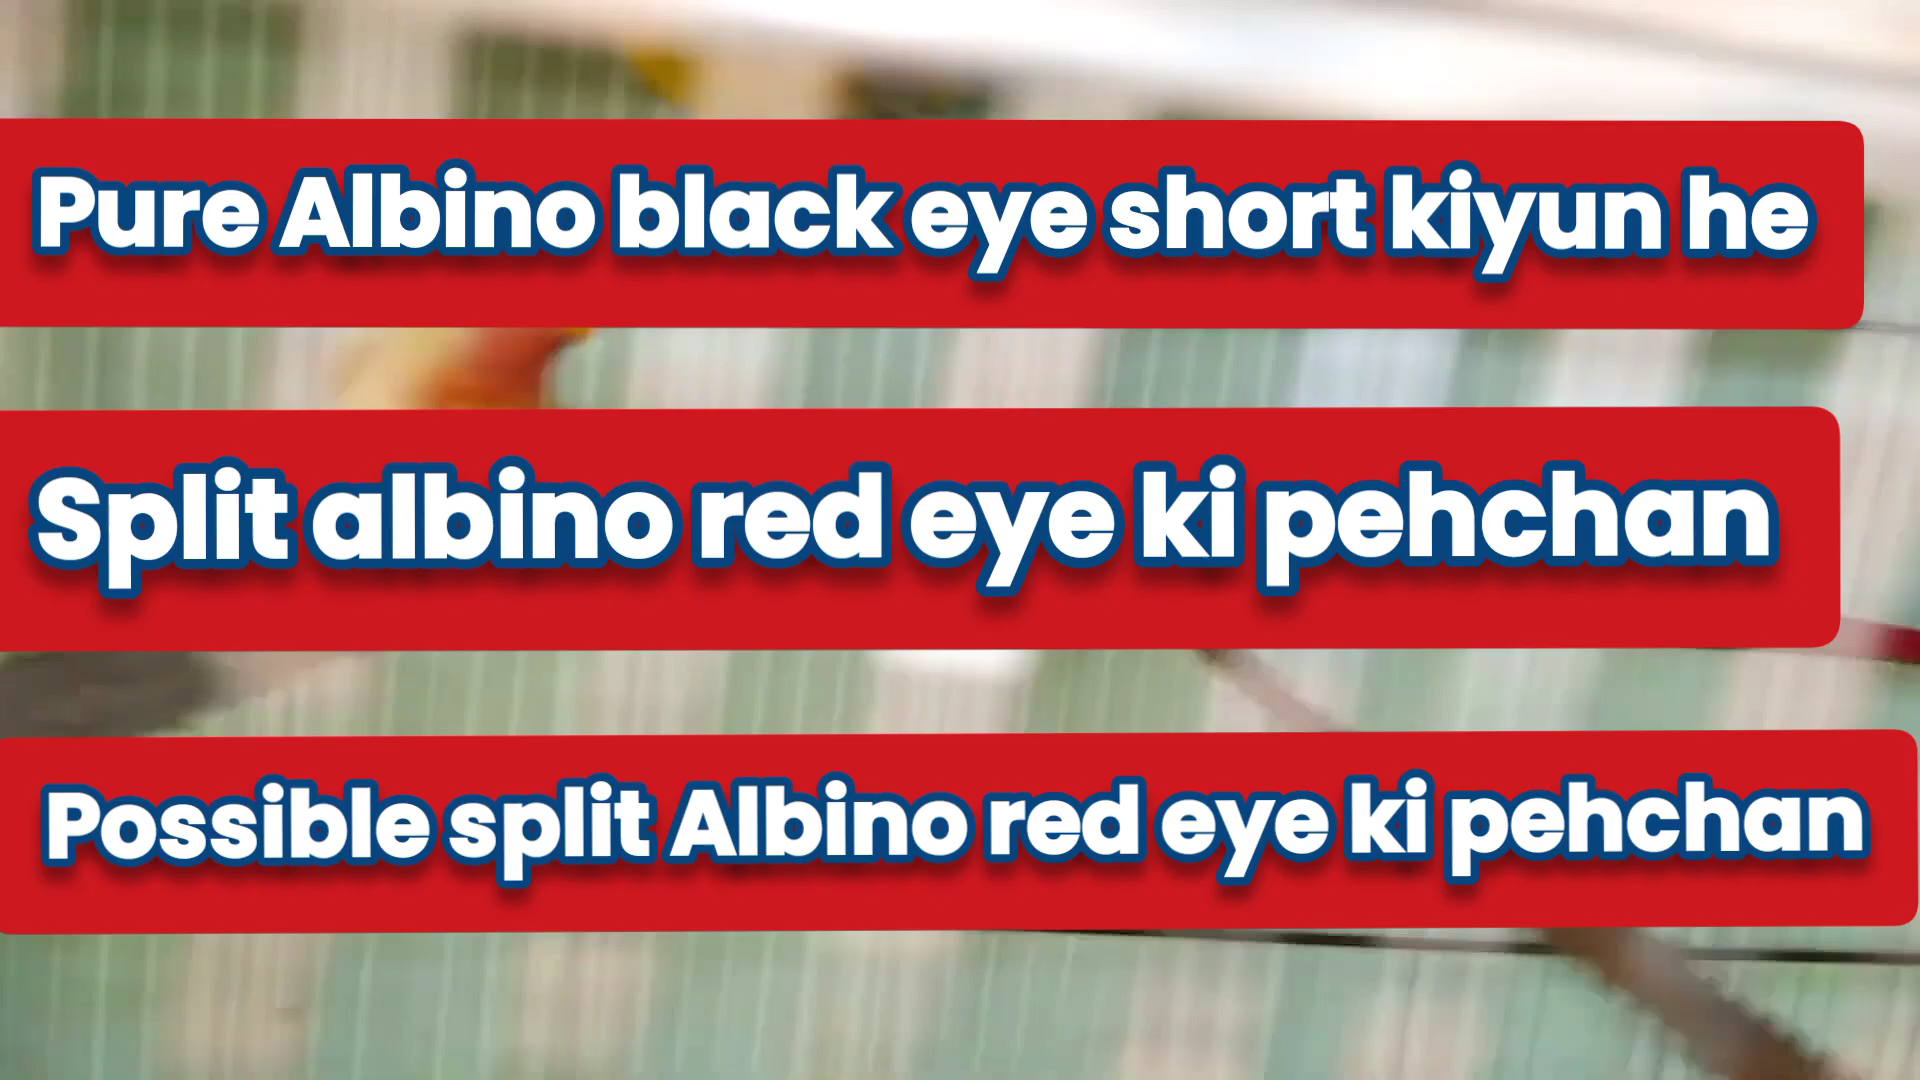 Pure Albino black eye short kiyun he
Split albino red eye ki pehchan
Possible split Albino red eye ki pehchan